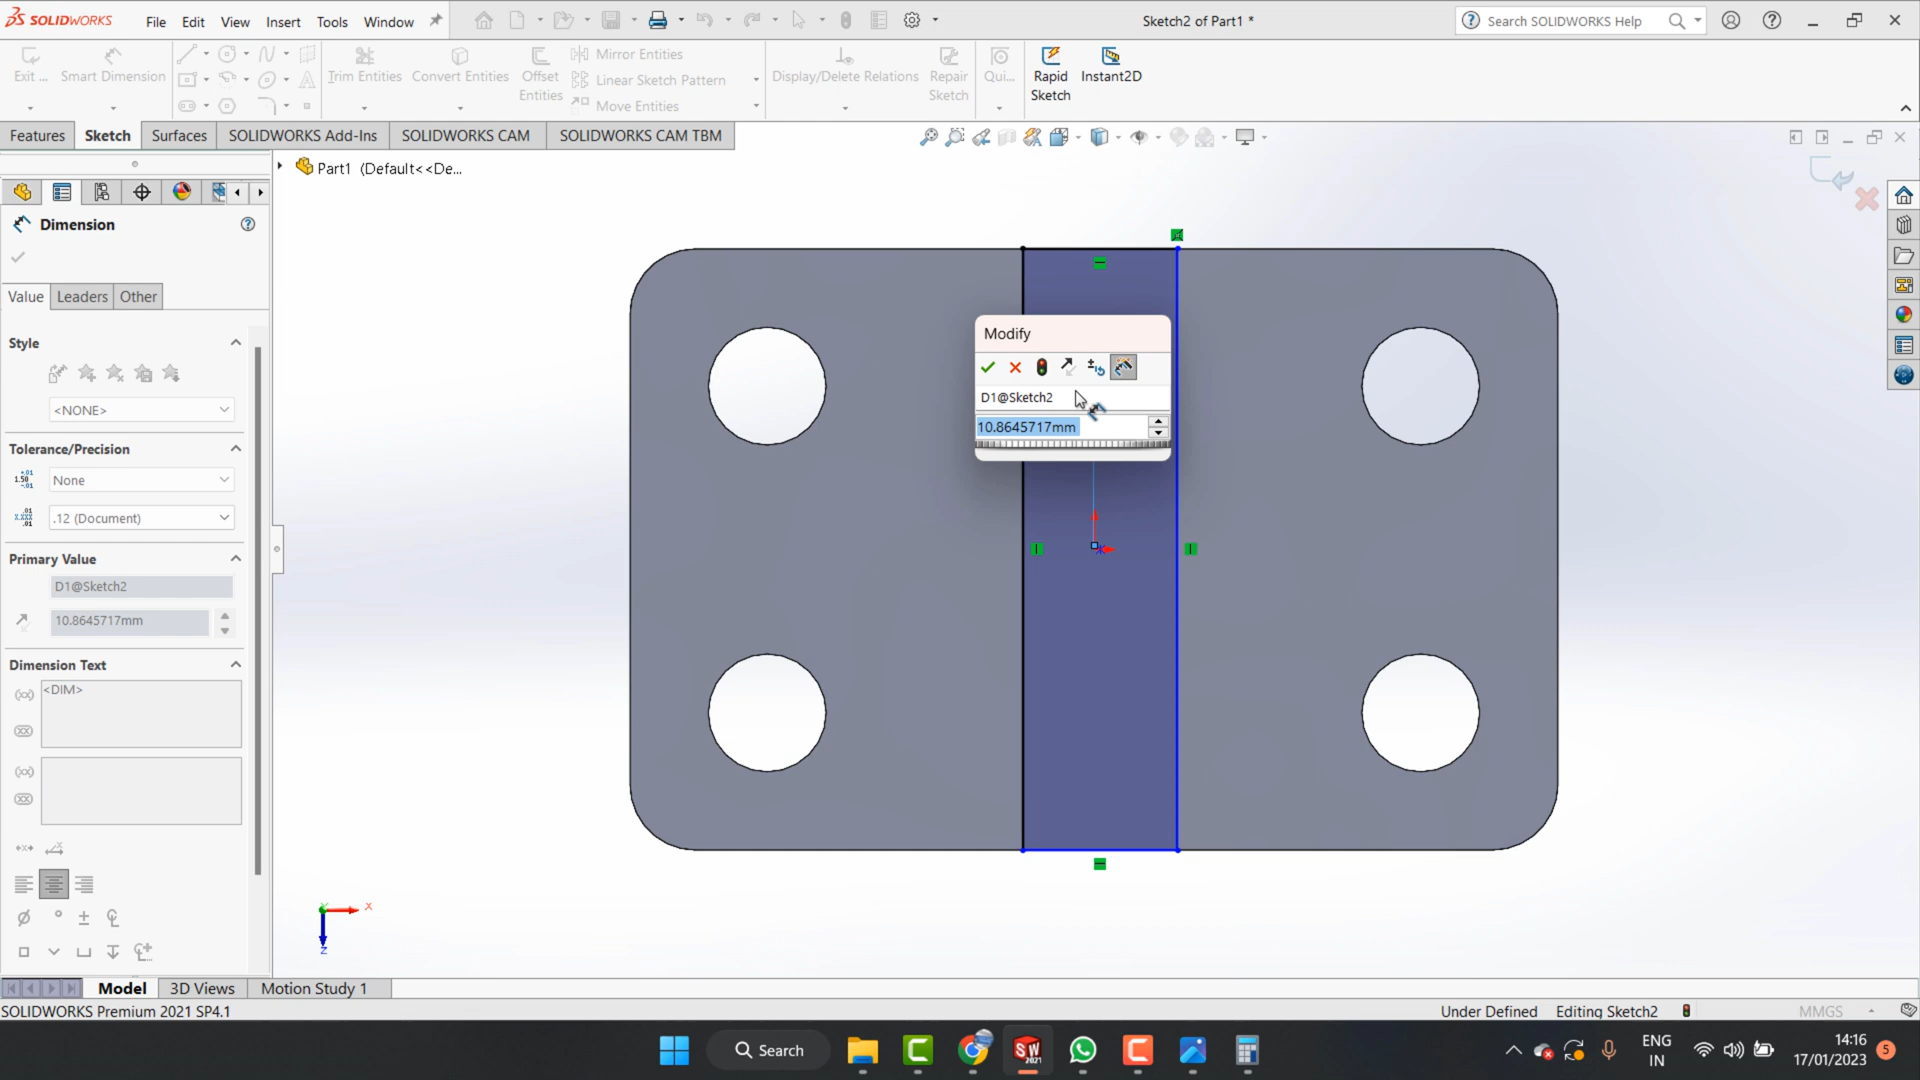 SOLIDWORKS File Edit View Insert Tools Window Sketch2 of Part1 * Search SOLIDWORKS Help
Exit ... Smart Dimension Trim Entities Convert Entities Offset Entities Mirror Entities Linear Sketch Pattern Move Entities Display/Delete Relations Repair Sketch Qui... Rapid Sketch Instant2D
Features Sketch Surfaces SOLIDWORKS Add-Ins SOLIDWORKS CAM SOLIDWORKS CAM TBM
Part1 (Default<<De...
Dimension
Value Leaders Other
Style
<NONE>
Tolerance/Precision
None
.12 (Document)
Primary Value
D1@Sketch2
10.8645717mm
Dimension Text
<DIM>
Modify
D1@Sketch2
10.8645717mm
X
Z
Model 3D Views Motion Study 1
SOLIDWORKS Premium 2021 SP4.1 Under Defined Editing Sketch2 MMGS
Search
SW
2021
ENG
IN
14:16
17/01/2023
5